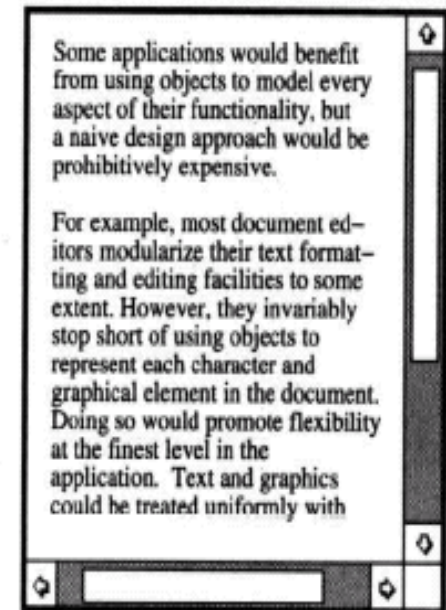 Some applications would benefit
from using objects to model every
aspect of their functionality, but
a naive design approach would be
prohibitively expensive.
For example, most document ed–
itors modularize their text format–
ting and editing facilities to some
extent. However, they invariably
stop short of using objects to
represent each character and
graphical element in the document.
Doing so would promote flexibility
at the finest level in the
application. Text and graphics
could be treated uniformly with